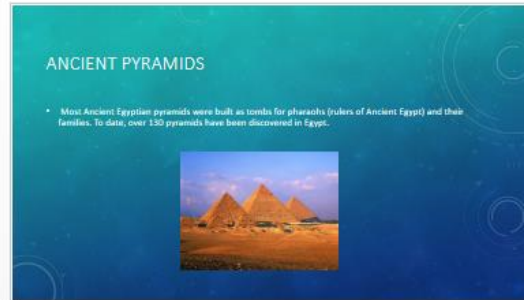 ANCIENT PYRAMIDS
• Most Ancient Egyptian pyramids were built as tombs for pharaohs (rulers of Ancient Egypt) and their
families. To date, over 130 pyramids have been discovered in Egypt.